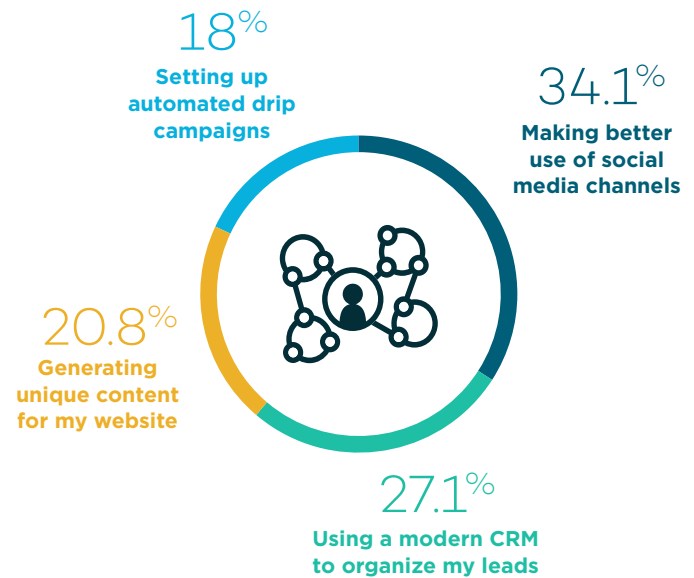 18%
Setting up
automated drip
campaigns
34.1%
Making better
use of social
media channels
20.8%
Generating
unique content
for my website
27.1%
Using a modern CRM
to organize my leads